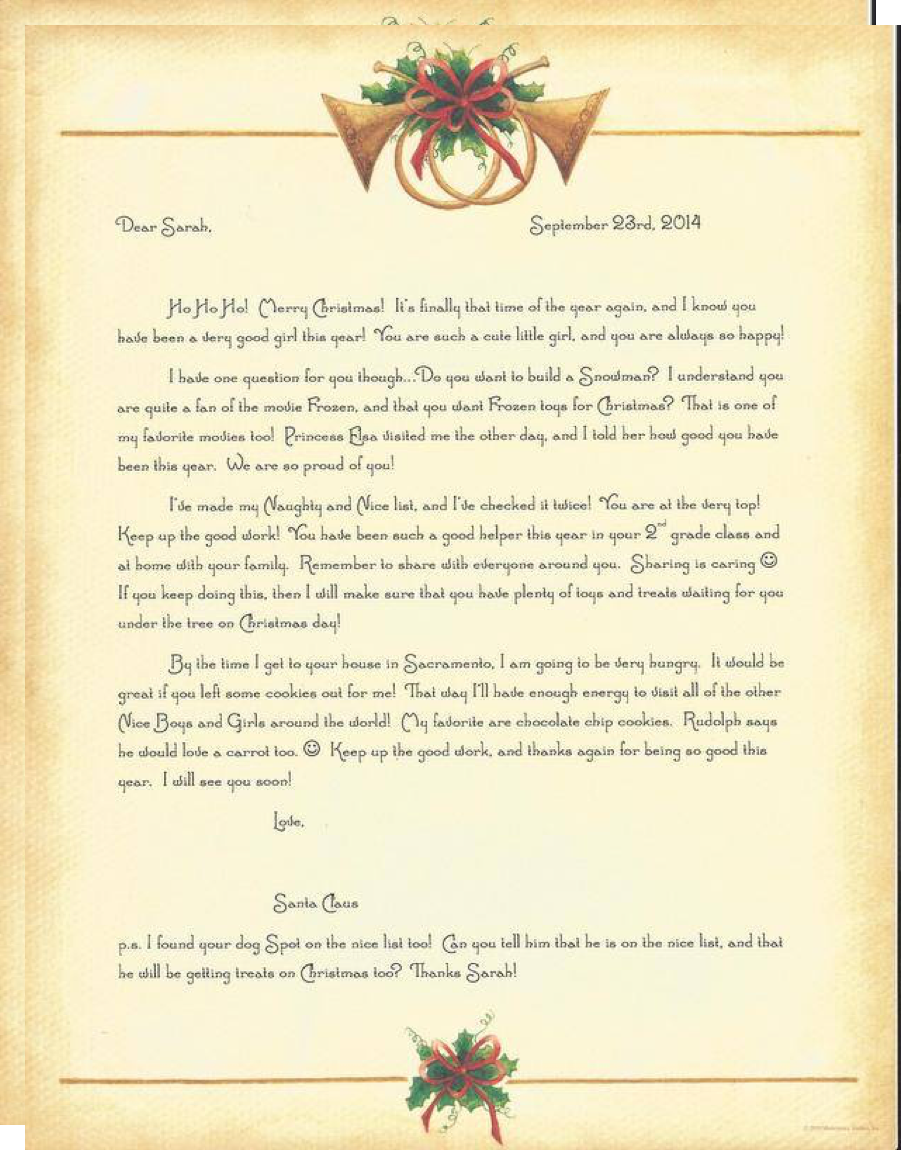 Dear Sarah, September 23rd, 2014
Ho Ho Ho! Merry Christmas! It's finally that time of the year again, and I know you
have been a very good girl this year! You are such a cute little girl, and you are always so happy!
I have one question for you though...Do you want to build a Snowman? I understand you
are quite a fan of the movie Frozen, and that you want Frozen toys for Christmas? That is one of
my favorite movies too! Princess Elsa visited me the other day, and I told her how good you have
been this year. We are so proud of you!
I've made my Naughty and Nice list, and I've checked it twice! You are at the very top!
Keep up the good work! You have been such a good helper this year in your 2nd grade class and
at home with your family. Remember to share with everyone around you. Sharing is caring ☺
If you keep doing this, then I will make sure that you have plenty of toys and treats waiting for you
under the tree on Christmas day!
By the time I get to your house in Sacramento, I am going to be very hungry. It would be
great if you left some cookies out for me! That way I'll have enough energy to visit all of the other
Nice Boys and Girls around the world! My favorite are chocolate chip cookies. Rudolph says
he would love a carrot too. ☺ Keep up the good work, and thanks again for being so good this
year. I will see you soon!
Love,
Santa Claus
p.s. I found your dog Spot on the nice list too! Can you tell him that he is on the nice list, and that
he will be getting treats on Christmas too? Thanks Sarah!